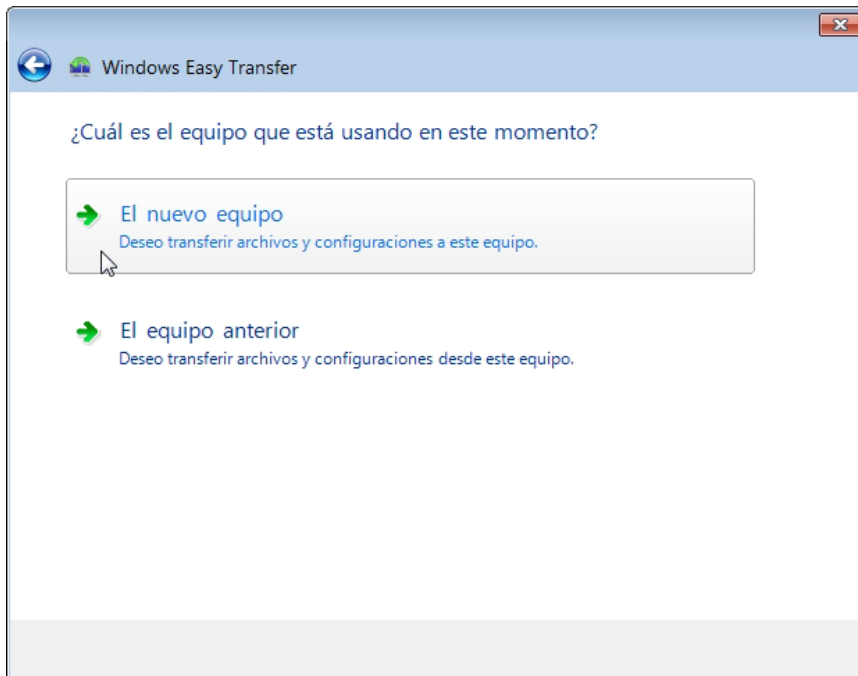 Windows Easy Transfer
¿Cuál es el equipo que está usando en este momento?
El nuevo equipo
Deseo transferir archivos y configuraciones a este equipo.
El equipo anterior
Deseo transferir archivos y configuraciones desde este equipo.